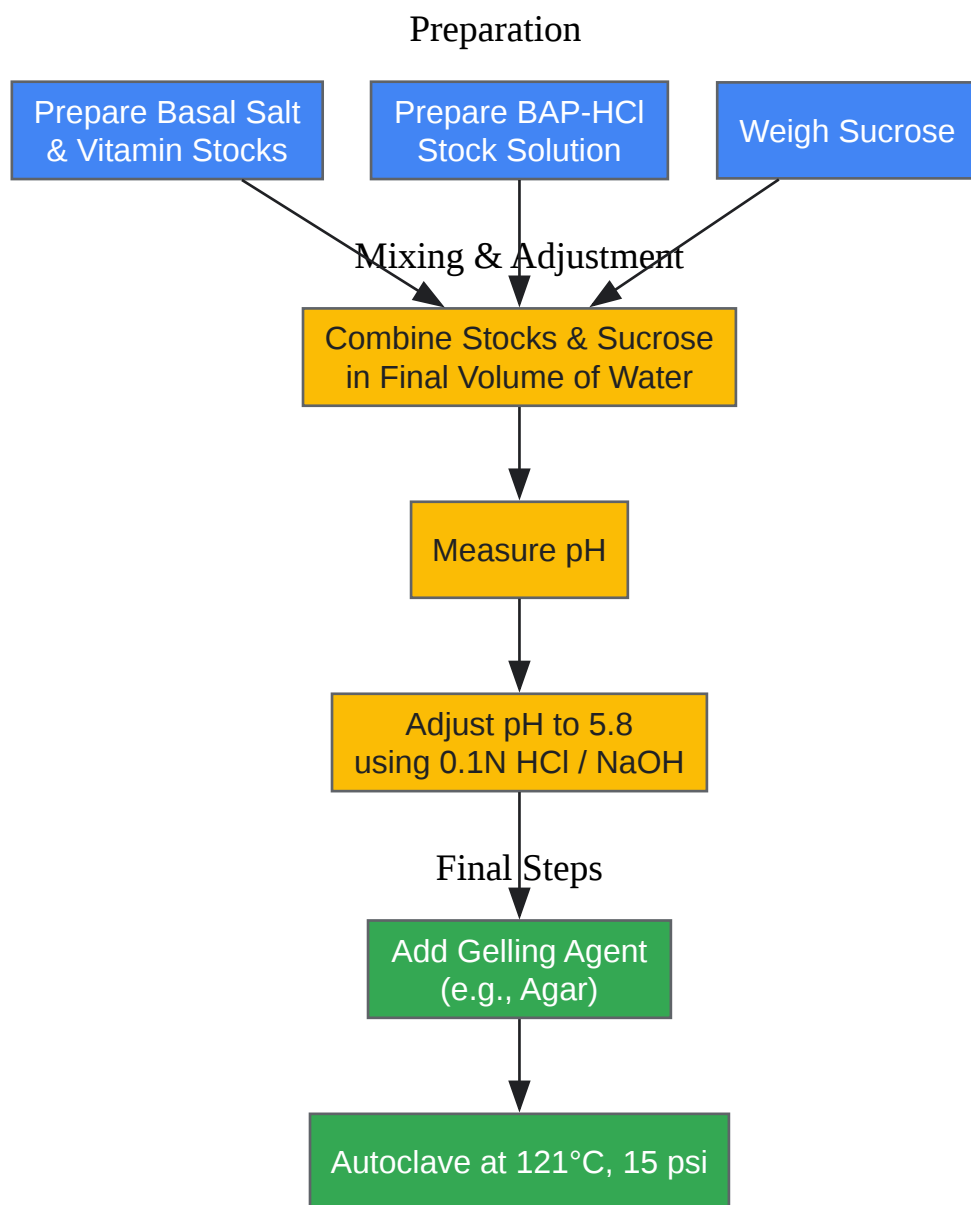 Preparation
Prepare Basal Salt
& Vitamin Stocks
Prepare BAP-HCl
Stock Solution
Weigh Sucrose
Mixing & Adjustment
Combine Stocks & Sucrose
in Final Volume of Water
Measure pH
Adjust pH to 5.8
using 0.1N HCl / NaOH
Final Steps
Add Gelling Agent
(e.g., Agar)
Autoclave at 121°C, 15 psi